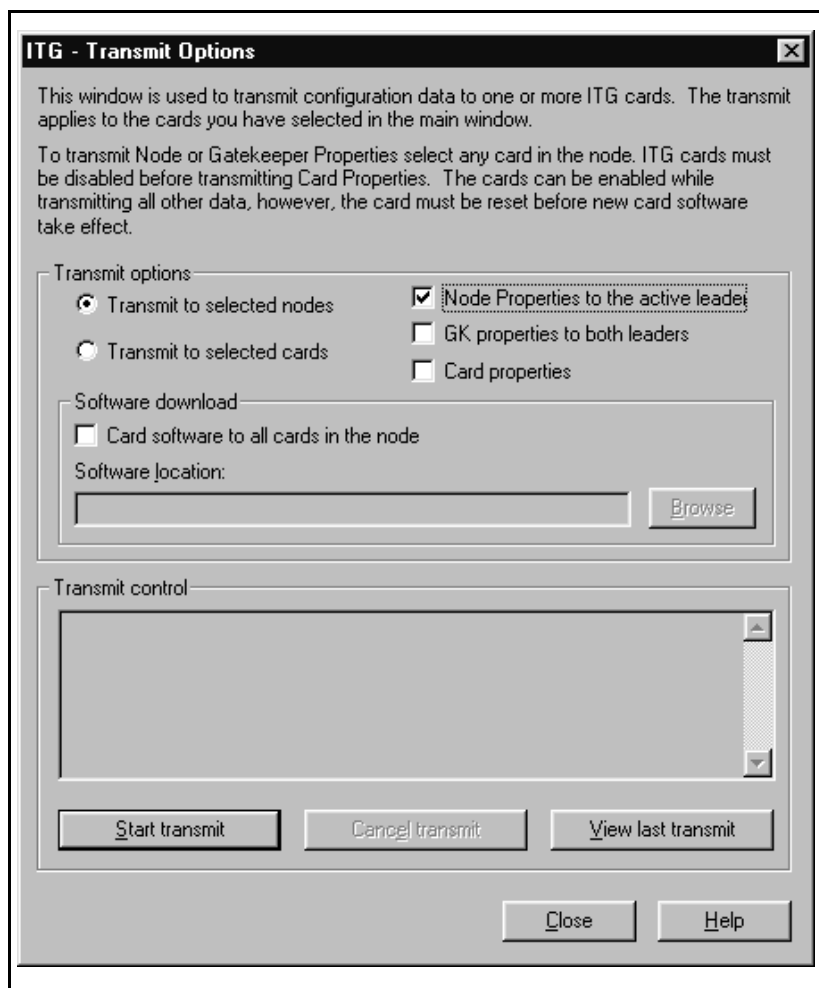 ITG - Transmit Options
This window is used to transmit configuration data to one or more ITG cards. The transmit
applies to the cards you have selected in the main window.
To transmit Node or Gatekeeper Properties select any card in the node. ITG cards must
be disabled before transmitting Card Properties. The cards can be enabled while
transmitting all other data, however, the card must be reset before new card software
take effect.
Transmit options
Transmit to selected nodes
Node Properties to the active leader
GK properties to both leaders
Transmit to selected cards
Card properties
Software download
Card software to all cards in the node
Software location:
Browse
Transmit control
Start transmit
Cancel transmit
View last transmit
Close
Help